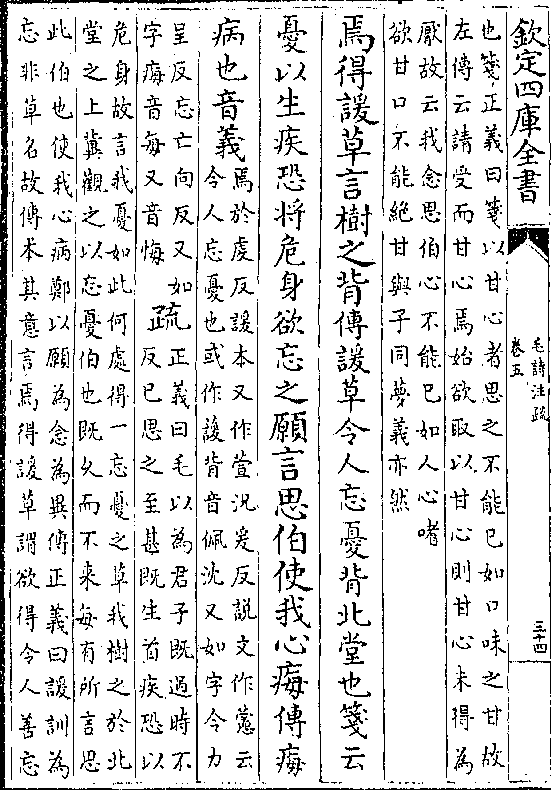 欽定四庫全書
毛詩注疏
卷五
三十四
也箋正義曰箋以甘心者思之不能已如口味之甘故
左傳云請受而甘心焉始欲取以甘心則甘心未得為
厭故云我念思伯心不能已如人心嗜
欲甘口不能絶甘與子同夢義亦然
焉得諼草言樹之背傳諼草令人忘憂背北堂也箋云
憂以生疾恐將危身欲忘之願言思伯使我心痗傳痗
病也音義
焉於虔反諼本又作萱況爰反說文作藼云
令人忘憂也或作蘐背音佩沈又如字令力
呈反忘亡向反又如
字痗音每又音悔
疏
正義曰毛以為君子既過時不
反已思之至甚既生首疾恐以
危身故言我憂如此何處得一忘憂之草我樹之於北
堂之上冀觀之以忘憂伯也既久而不来每有所言思
此伯也使我心病鄭以願為念為異傳正義曰諼訓為
忘非草名故傳本其意言焉得諼草謂欲得令人善忘